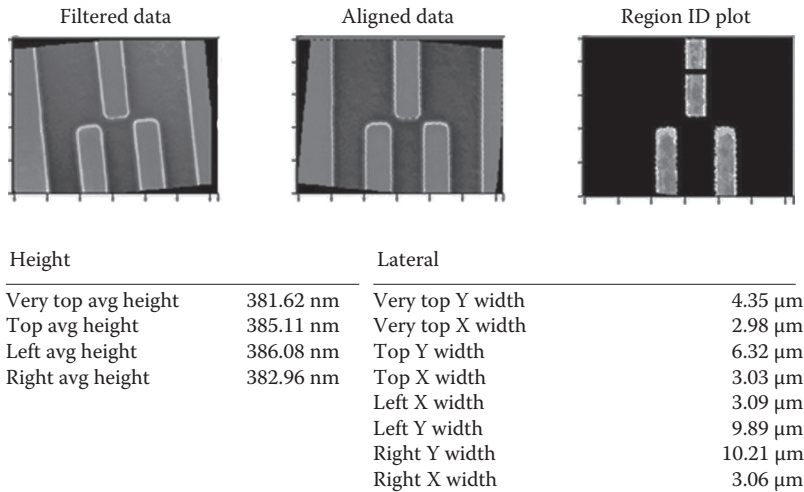 Filtered data
Aligned data
Region ID plot
Height
Very top avg height 381.62 nm
Top avg height 385.11 nm
Left avg height 386.08 nm
Right avg height 382.96 nm
Lateral
Very top Y width 4.35 µm
Very top X width 2.98 µm
Top Y width 6.32 µm
Top X width 3.03 µm
Left X width 3.09 µm
Left Y width 9.89 µm
Right Y width 10.21 µm
Right X width 3.06 µm